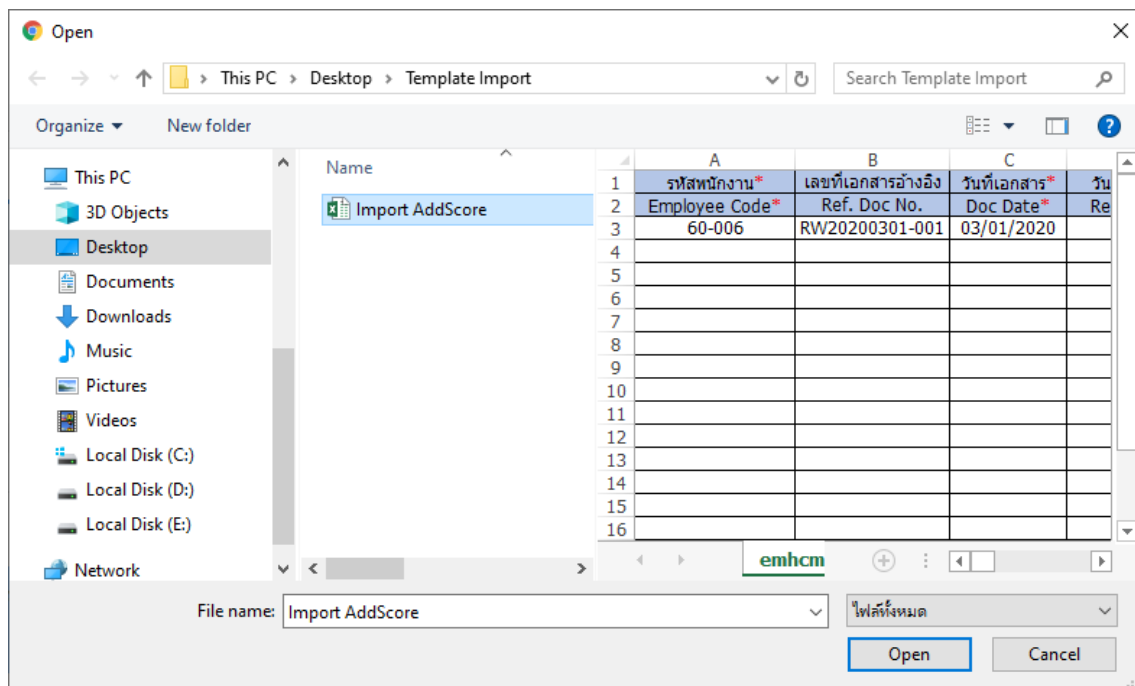 Open
This PC > Desktop > Template Import
Search Template Import
Organize
New folder
This PC
3D Objects
Desktop
Documents
Downloads
Music
Pictures
Videos
Local Disk (C:)
Local Disk (D:)
Local Disk (E:)
Network
Name
Import AddScore
A B C
1 รหัสพนักงาน* เลขที่เอกสารอ้างอิง วันที่เอกสาร* วัน
2 Employee Code* Ref. Doc No. Doc Date* Re
3 60-006 RW20200301-001 03/01/2020
4
5
6
7
8
9
10
11
12
13
14
15
16
emhcm
File name: Import AddScore
ไฟล์ทั้งหมด
Open
Cancel